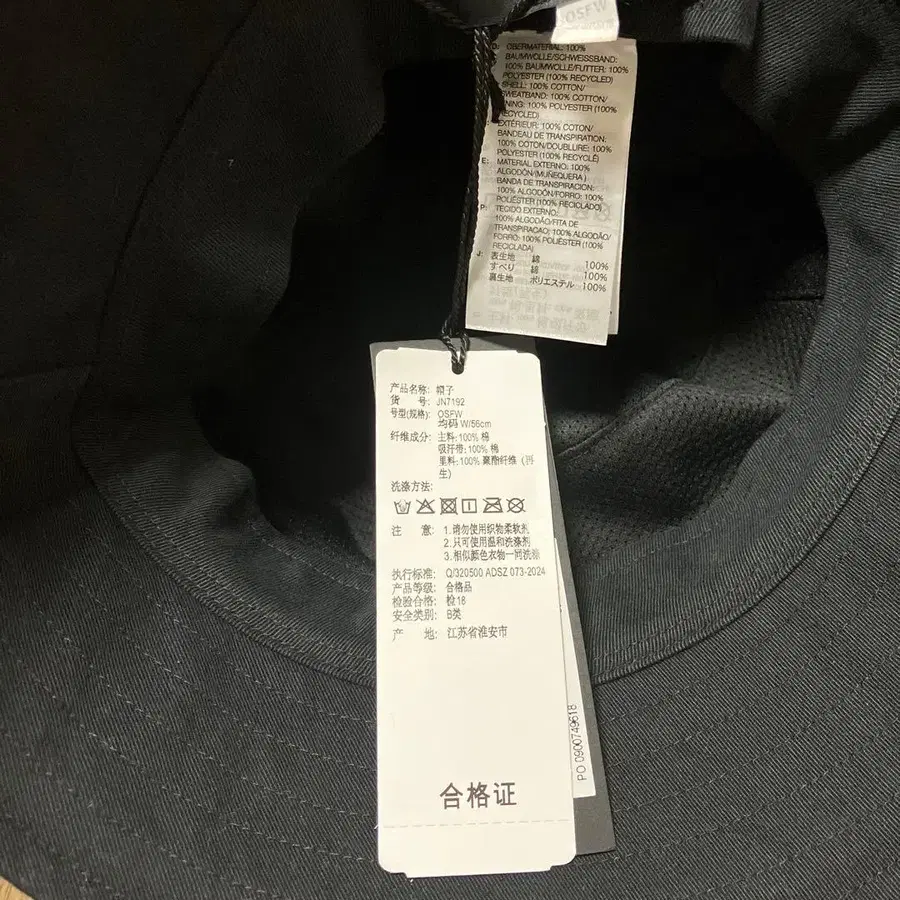 OSFW
D: OBERMATERIAL: 100%
BAUMWOLLE/SCHWEISSBAND:
100% BAUMWOLLE/FUTTER: 100%
POLYESTER (100% RECYCLED)
SHELL: 100% COTTON/
SWEATBAND: 100% COTTON/
LINING: 100% POLYESTER (100%
RECYCLED)
EXTÉRIEUR: 100% COTON/
BANDEAU DE TRANSPIRATION:
100% COTON/DOUBLURE: 100%
POLYESTER (100% RECYCLÉ)
E: MATERIAL EXTERNO: 100%
ALGODÓN/(MUÑEQUERA )
BANDA DE TRANSPIRACION:
100% ALGODÓN/FORRO: 100%
POLIÉSTER (100% RECICLADO)
P: TECIDO EXTERNO:
100% ALGODÃO/FITA DE
TRANSPIRACAO: 100% ALGODÃO/
FORRO: 100% POLIÉSTER (100%
RECICLADA)
J: 表生地 綿 100%
すべり 綿 100%
裏生地 ポリエステル 100%
产品名称: 帽子
货 号: JN7192
号型(规格): OSFW
均码 W/56cm
纤维成分: 主料: 100% 棉
吸汗带: 100% 棉
里料: 100% 聚酯纤维 (再
生)
洗涤方法:
注 意: 1.请勿使用织物柔软剂
2.只可使用温和洗涤剂
3.相似颜色衣物一同洗涤
执行标准: Q/320500 ADSZ 073-2024
产品等级: 合格品
检验合格: 检18
安全类别: B类
产 地: 江苏省淮安市
合格证
PO 0900749618